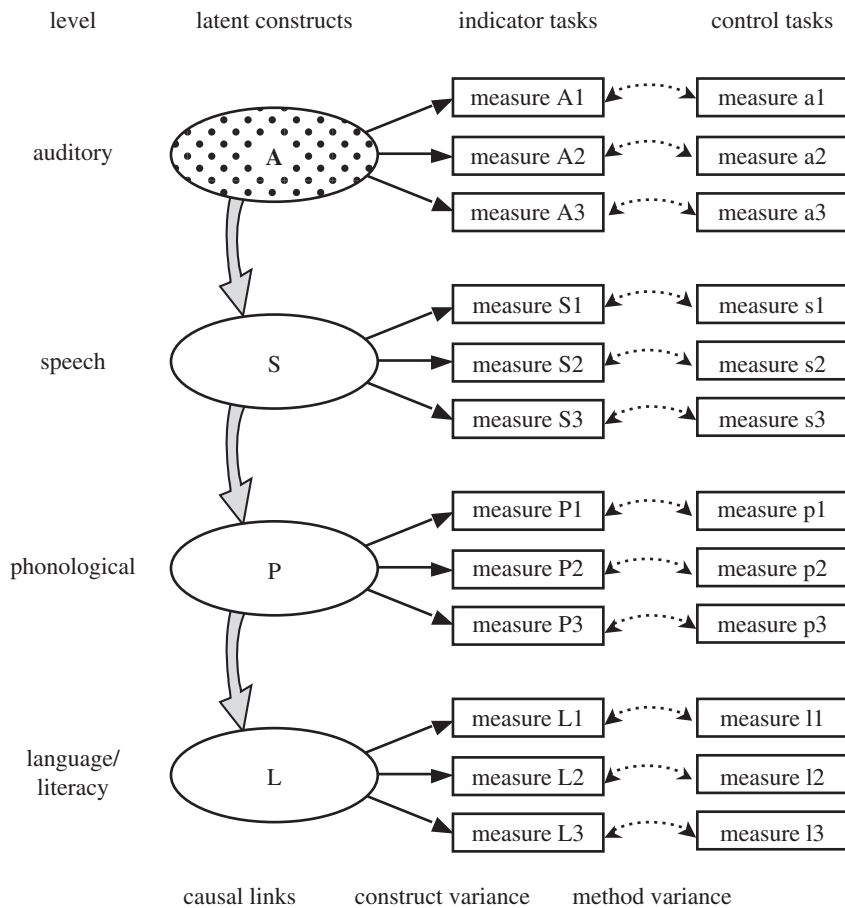 level latent constructs indicator tasks control tasks
measure A1 measure a1
auditory A measure A2 measure a2
measure A3 measure a3
measure S1 measure s1
speech S measure S2 measure s2
measure S3 measure s3
measure P1 measure p1
phonological P measure P2 measure p2
measure P3 measure p3
measure L1 measure l1
language/
literacy L measure L2 measure l2
measure L3 measure l3
causal links construct variance method variance